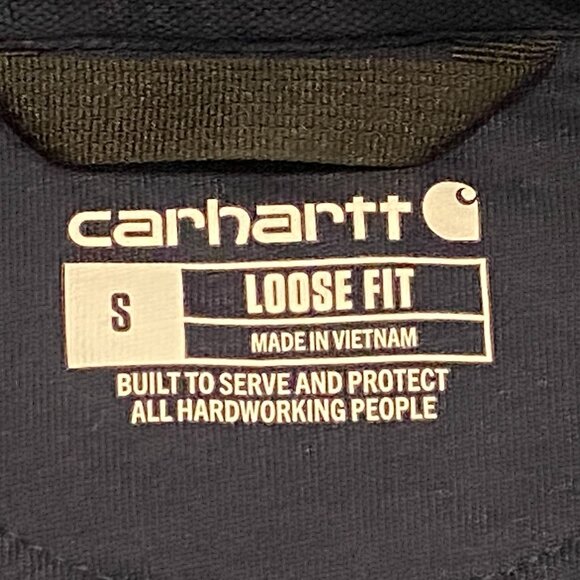 carhartt
S
LOOSE FIT
MADE IN VIETNAM
BUILT TO SERVE AND PROTECT
ALL HARDWORKING PEOPLE